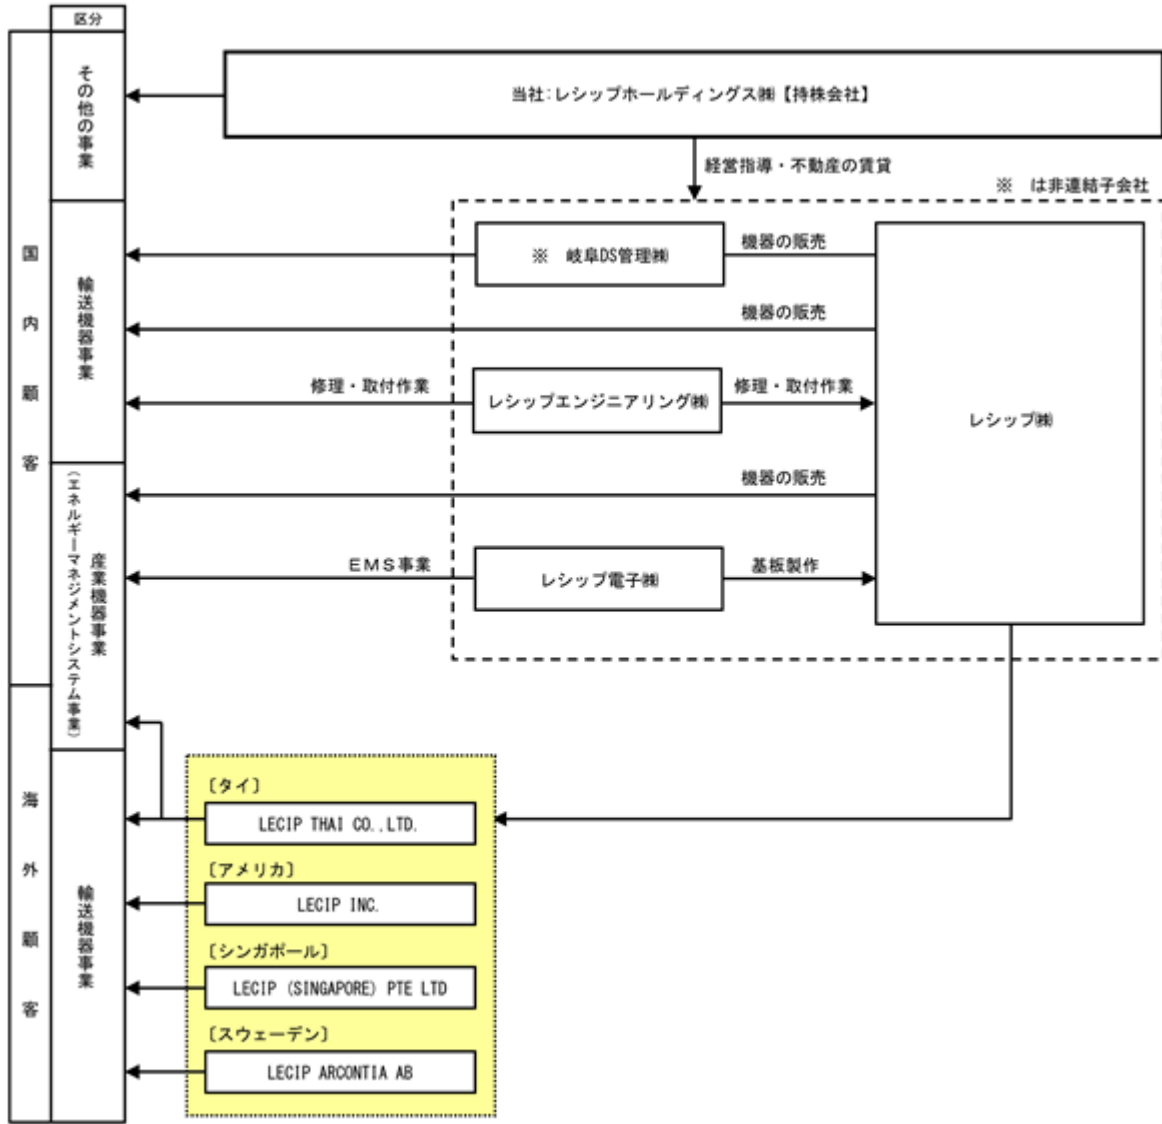 区分
その他の事業
当社:レシップホールディングス㈱【持株会社】
経営指導・不動産の賃貸
※　は非連結子会社
国内顧客
輸送機器事業
※　岐阜DS管理㈱
機器の販売
機器の販売
修理・取付作業
レシップエンジニアリング㈱
修理・取付作業
レシップ㈱
産業機器事業
(エネルギーマネジメントシステム事業)
機器の販売
ＥＭＳ事業
レシップ電子㈱
基板製作
海外顧客
輸送機器事業
〔タイ〕
LECIP THAI CO.,LTD.
〔アメリカ〕
LECIP INC.
〔シンガポール〕
LECIP (SINGAPORE) PTE LTD
〔スウェーデン〕
LECIP ARCONTIA AB